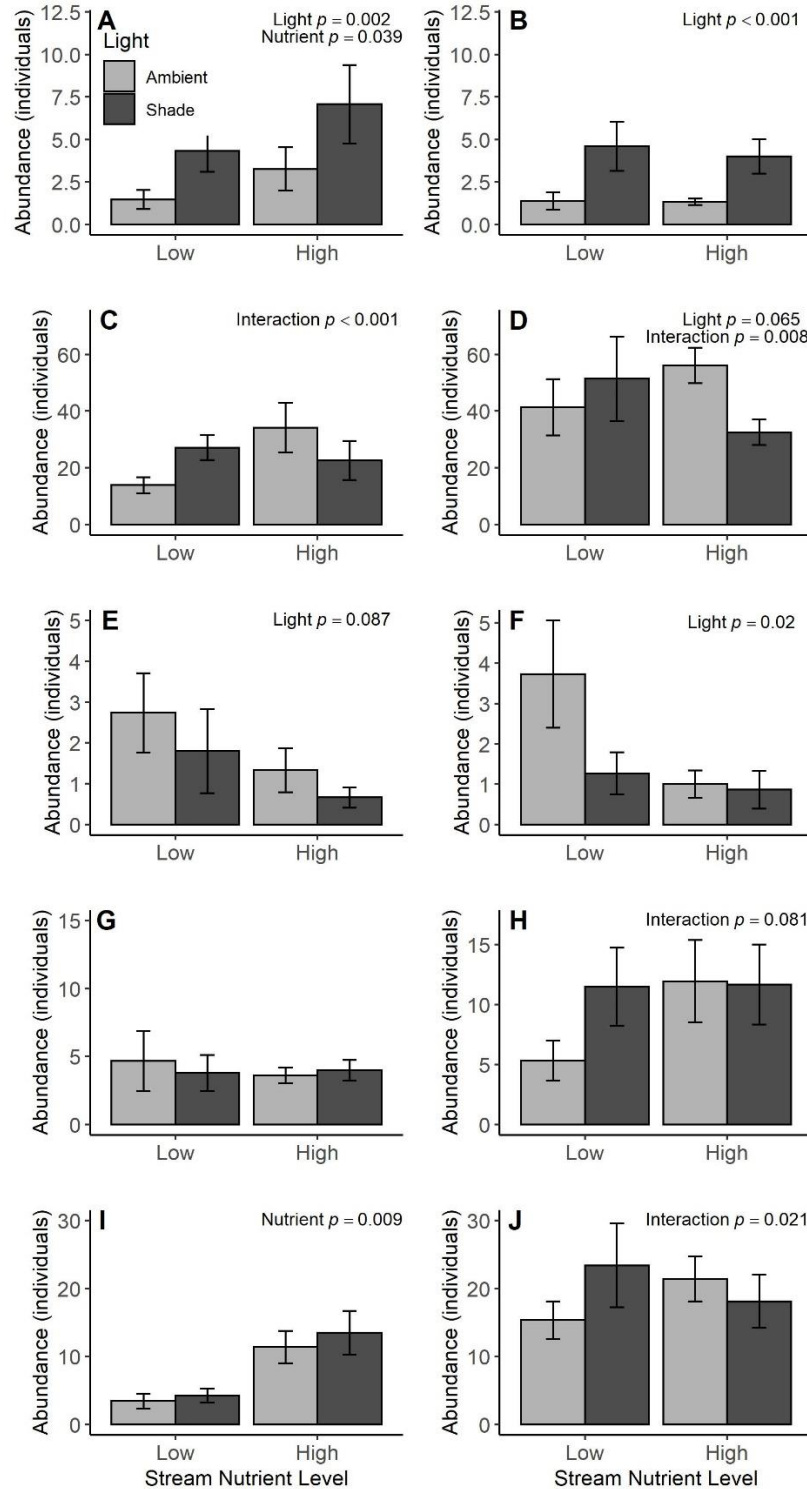 A
Light p = 0.002
Nutrient p = 0.039
Light
Ambient
Shade
Abundance (individuals)
12.5
10.0
7.5
5.0
2.5
0.0
Low
High
B
Light p < 0.001
Abundance (individuals)
12.5
10.0
7.5
5.0
2.5
0.0
Low
High
C
Interaction p < 0.001
Abundance (individuals)
60
40
20
0
Low
High
D
Light p = 0.065
Interaction p = 0.008
Abundance (individuals)
60
40
20
0
Low
High
E
Light p = 0.087
Abundance (individuals)
5
4
3
2
1
0
Low
High
F
Light p = 0.02
Abundance (individuals)
5
4
3
2
1
0
Low
High
G
Abundance (individuals)
15
10
5
0
Low
High
H
Interaction p = 0.081
Abundance (individuals)
15
10
5
0
Low
High
I
Nutrient p = 0.009
Abundance (individuals)
30
20
10
0
Low
High
Stream Nutrient Level
J
Interaction p = 0.021
Abundance (individuals)
30
20
10
0
Low
High
Stream Nutrient Level